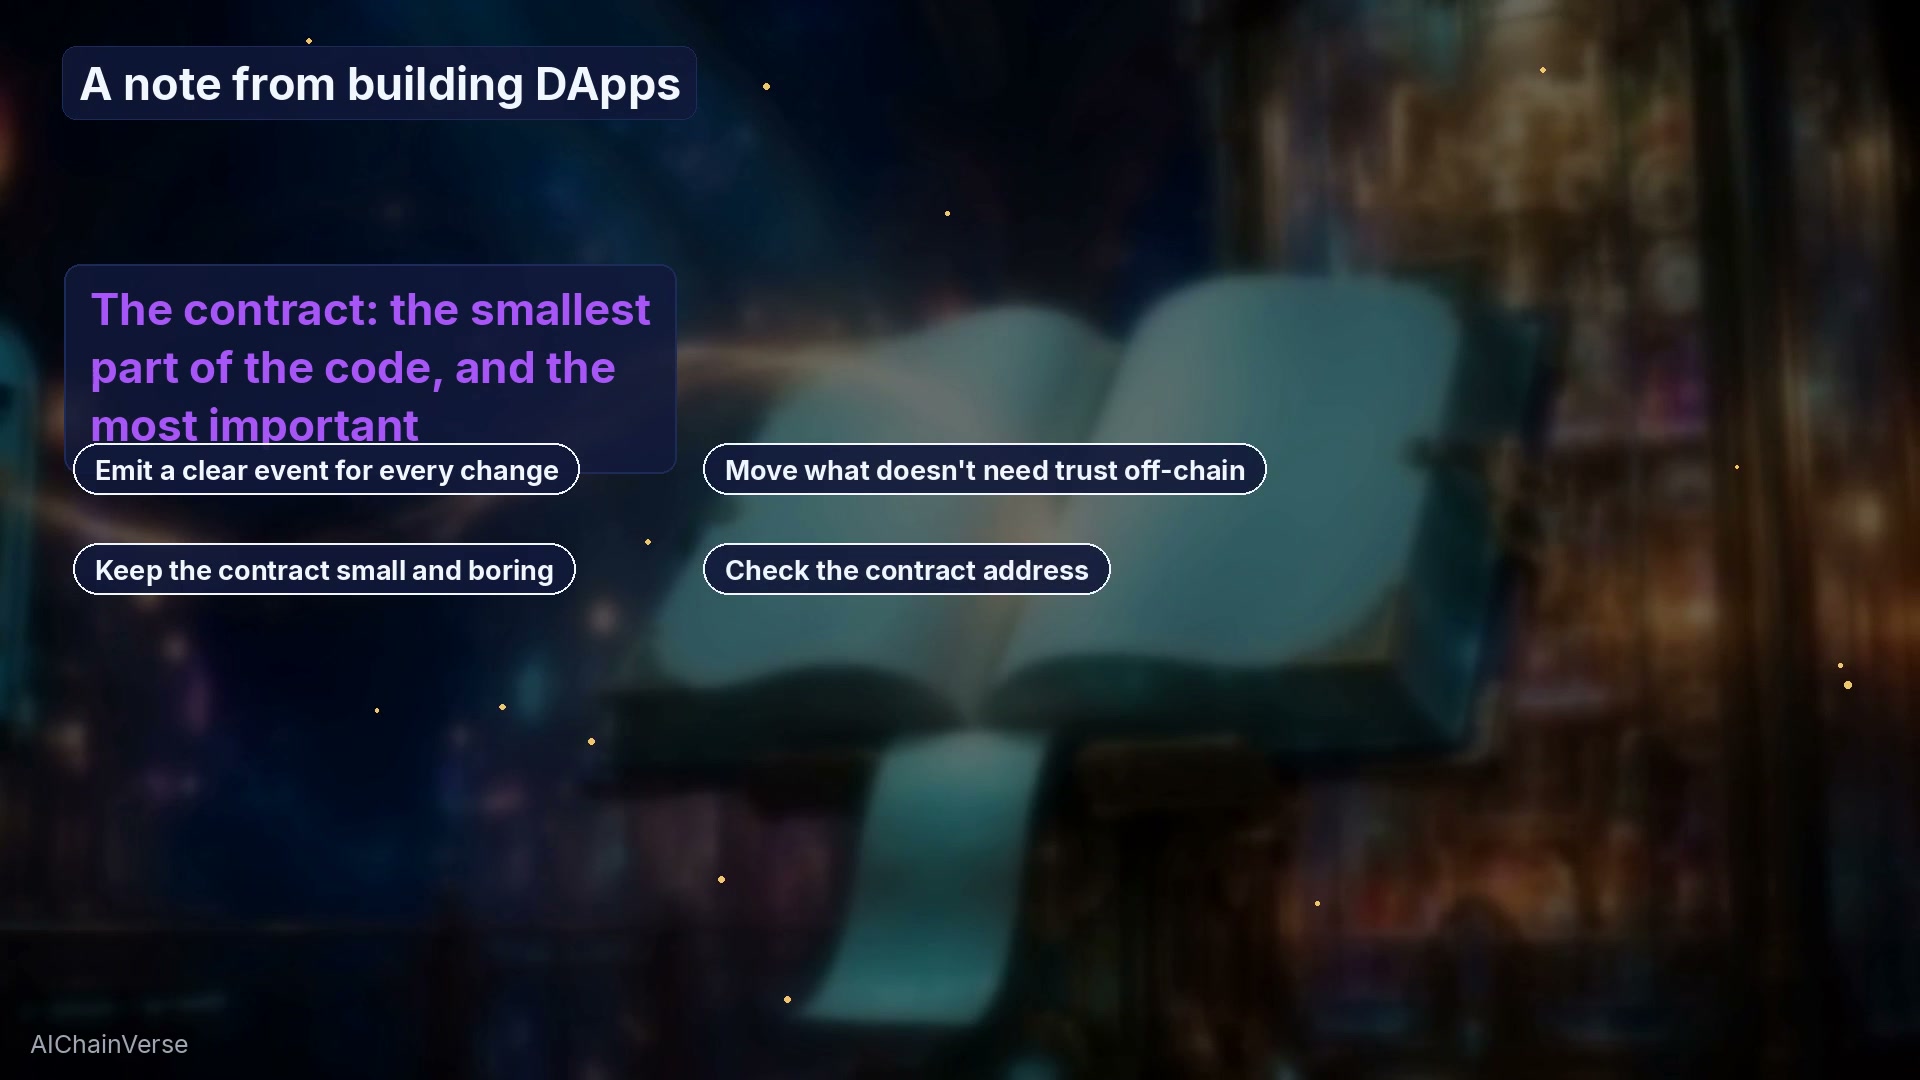 A note from building DApps
The contract: the smallest
part of the code, and the
most important
Emit a clear event for every change
Move what doesn't need trust off-chain
Keep the contract small and boring
Check the contract address
AIChainVerse